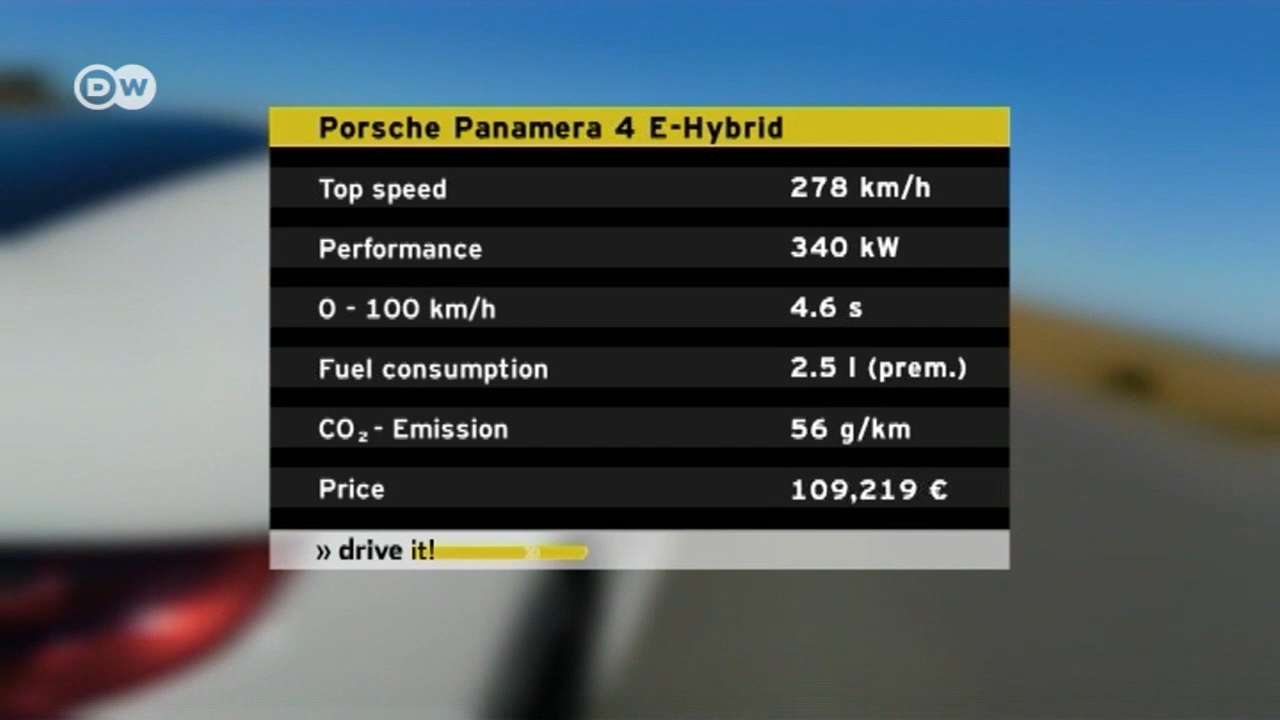 DW
Porsche Panamera 4 E-Hybrid
Top speed 278 km/h
Performance 340 kW
0 - 100 km/h 4.6 s
Fuel consumption 2.5 l (prem.)
CO₂ - Emission 56 g/km
Price 109,219 €
» drive it!